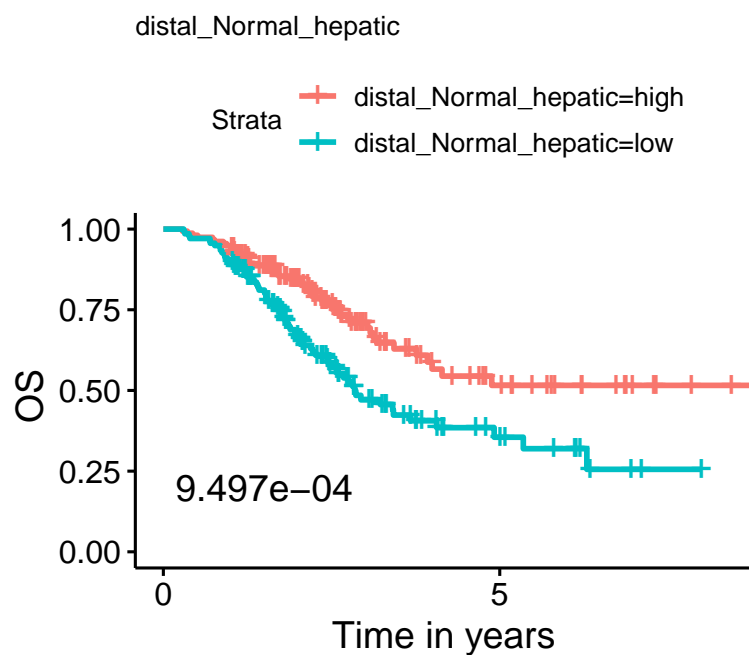 distal_Normal_hepatic
Strata
distal_Normal_hepatic=high
distal_Normal_hepatic=low
OS
1.00
0.75
0.50
0.25
0.00
9.497e−04
0
5
Time in years